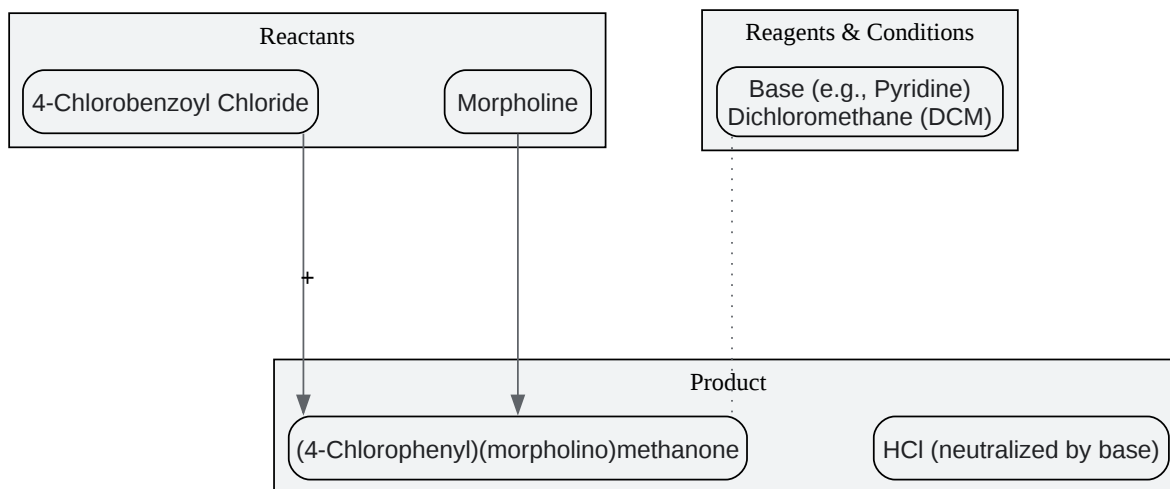 Reactants
4-Chlorobenzoyl Chloride
Morpholine
Reagents & Conditions
Base (e.g., Pyridine)
Dichloromethane (DCM)
+
Product
(4-Chlorophenyl)(morpholino)methanone
HCl (neutralized by base)